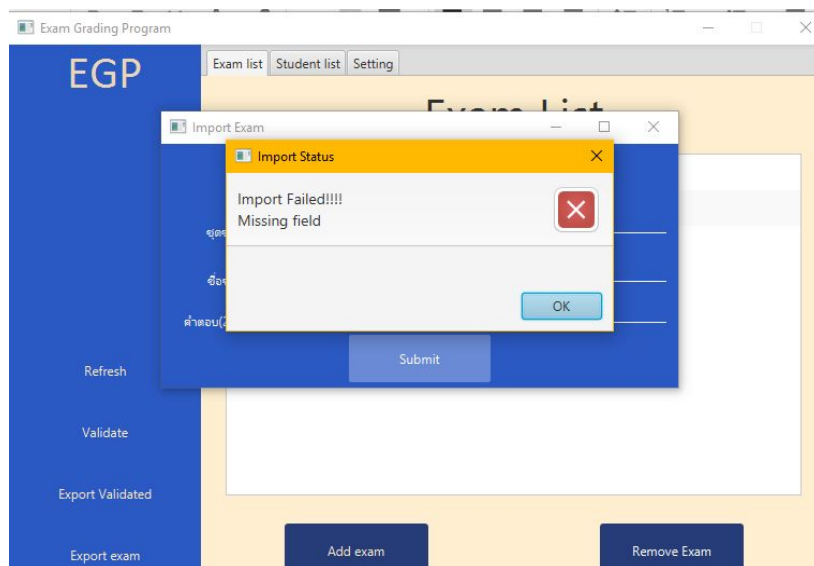 Exam Grading Program
EGP
Exam list Student list Setting
Import Exam
Import Status
Import Failed!!!!
Missing field
OK
Submit
Refresh
Validate
Export Validated
Export exam
Add exam
Remove Exam